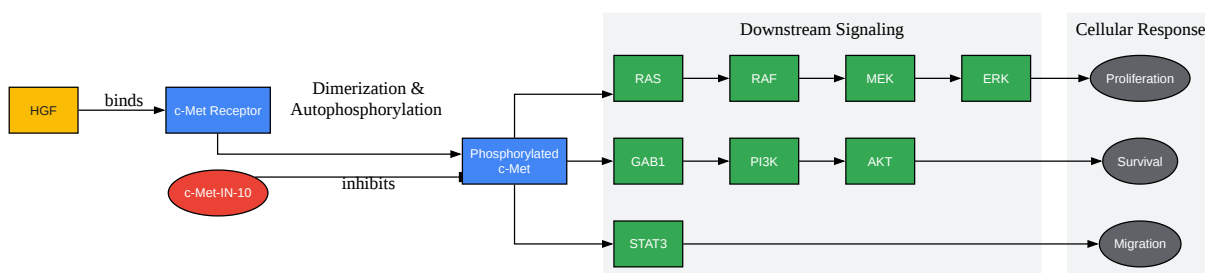 Downstream Signaling
Cellular Response
RAS
RAF
MEK
ERK
Proliferation
Dimerization &
Autophosphorylation
HGF
binds
c-Met Receptor
Phosphorylated
c-Met
GAB1
PI3K
AKT
Survival
c-Met-IN-10
inhibits
STAT3
Migration